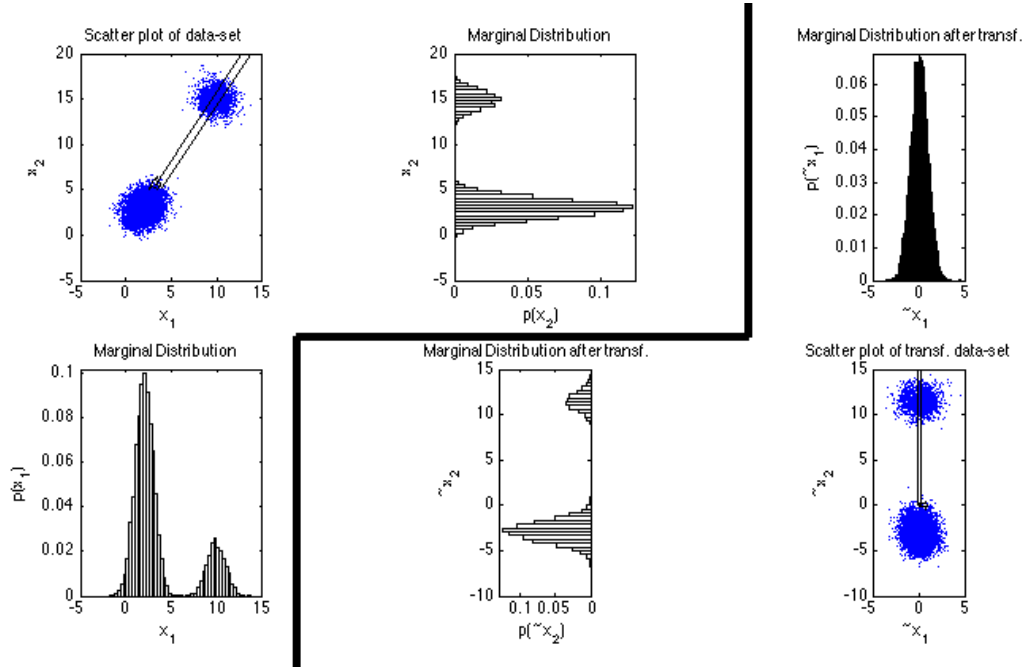 Scatter plot of data-set
20
15
10
5
0
-5
x2
-5 0 5 10 15
x1
Marginal Distribution
20
15
10
5
0
-5
x2
0 0.05 0.1
p(x2)
Marginal Distribution after transf.
0.06
0.05
0.04
0.03
0.02
0.01
0
p(~x1)
-5 0 5
~x1
Marginal Distribution
0.1
0.08
0.06
0.04
0.02
0
p(x1)
-5 0 5 10 15
x1
Marginal Distribution after transf.
15
10
5
0
-5
-10
~x2
0.1 0.05 0
p(~x2)
Scatter plot of transf. data-set
15
10
5
0
-5
-10
~x2
-5 0 5
~x1